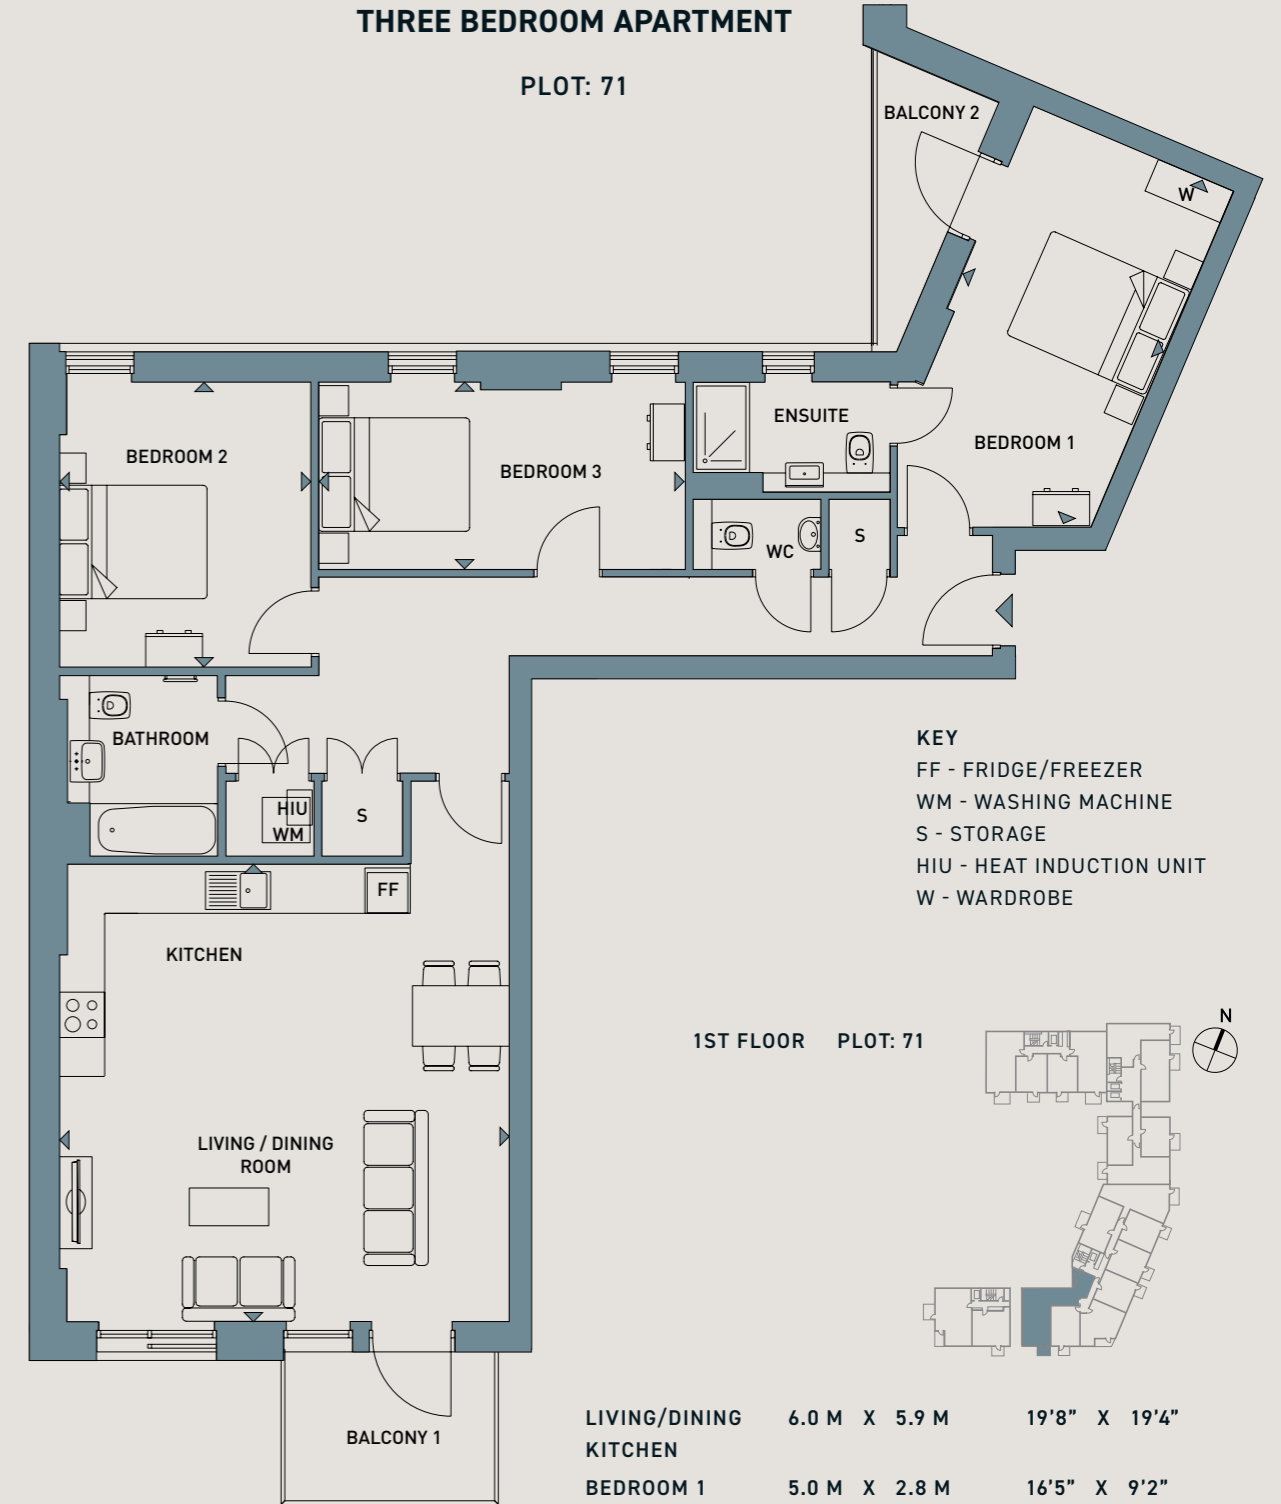 THREE BEDROOM APARTMENT
PLOT: 71
BALCONY 2
W
ENSUITE
BEDROOM 1
BEDROOM 2
BEDROOM 3
S
WC
BATHROOM
HIU
WM
S
FF
KITCHEN
LIVING / DINING
ROOM
BALCONY 1
KEY
FF - FRIDGE/FREEZER
WM - WASHING MACHINE
S - STORAGE
HIU - HEAT INDUCTION UNIT
W - WARDROBE
1ST FLOOR PLOT: 71
N
LIVING/DINING 6.0 M X 5.9 M 19’8” X 19’4”
KITCHEN
BEDROOM 1 5.0 M X 2.8 M 16’5” X 9’2”